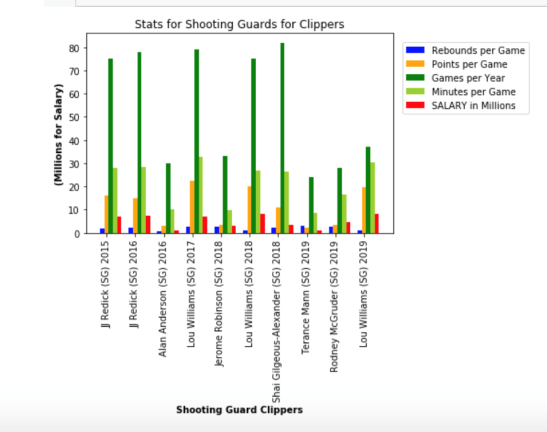 Stats for Shooting Guards for Clippers
Rebounds per Game
Points per Game
Games per Year
Minutes per Game
SALARY in Millions
(Millions for Salary)
80
70
60
50
40
30
20
10
0
JJ Redick (SG) 2015
JJ Redick (SG) 2016
Alan Anderson (SG) 2016
Lou Williams (SG) 2017
Jerome Robinson (SG) 2018
Lou Williams (SG) 2018
Shai Gilgeous-Alexander (SG) 2018
Terance Mann (SG) 2019
Rodney McGruder (SG) 2019
Lou Williams (SG) 2019
Shooting Guard Clippers